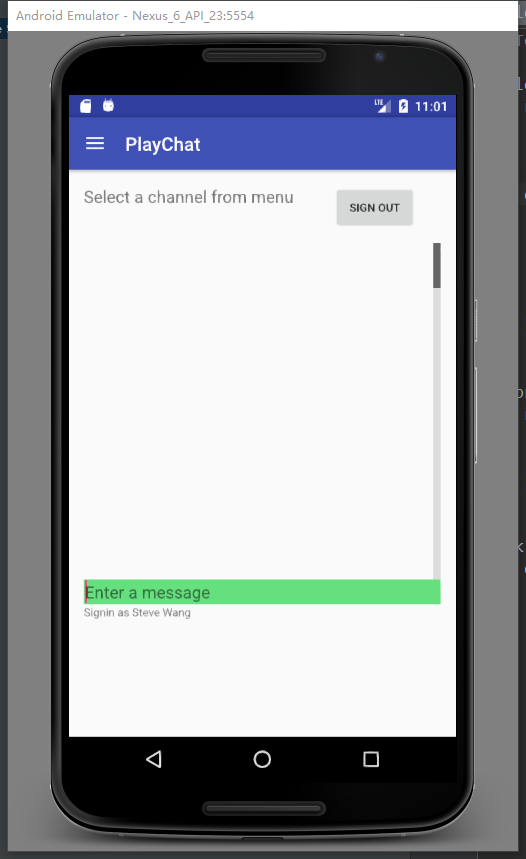 Android Emulator - Nexus_6_API_23:5554
LTE 11:01
PlayChat
Select a channel from menu
SIGN OUT
Enter a message
Signin as Steve Wang